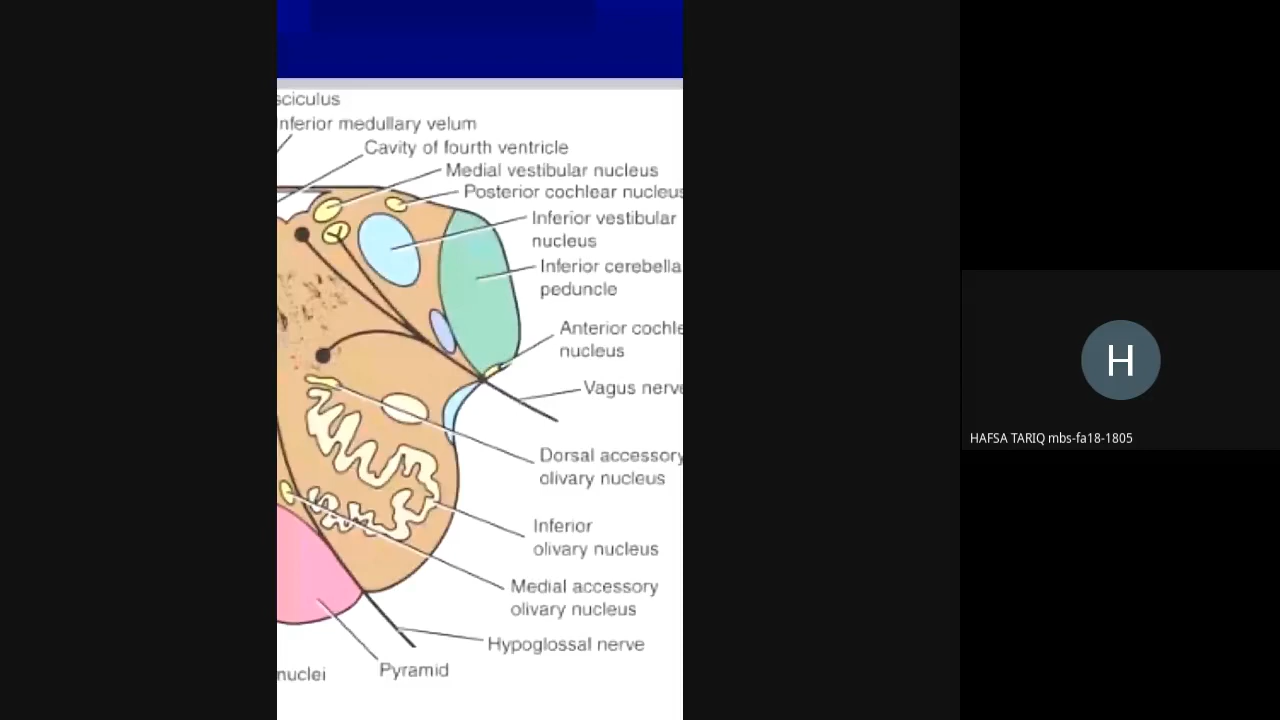 sciculus
Inferior medullary velum
Cavity of fourth ventricle
Medial vestibular nucleus
Posterior cochlear nucleus
Inferior vestibular
nucleus
Inferior cerebella
peduncle
Anterior cochle
nucleus
Vagus nerve
Dorsal accessory
olivary nucleus
Inferior
olivary nucleus
Medial accessory
olivary nucleus
Hypoglossal nerve
Pyramid
nuclei
H
HAFSA TARIQ mbs-fa18-1805